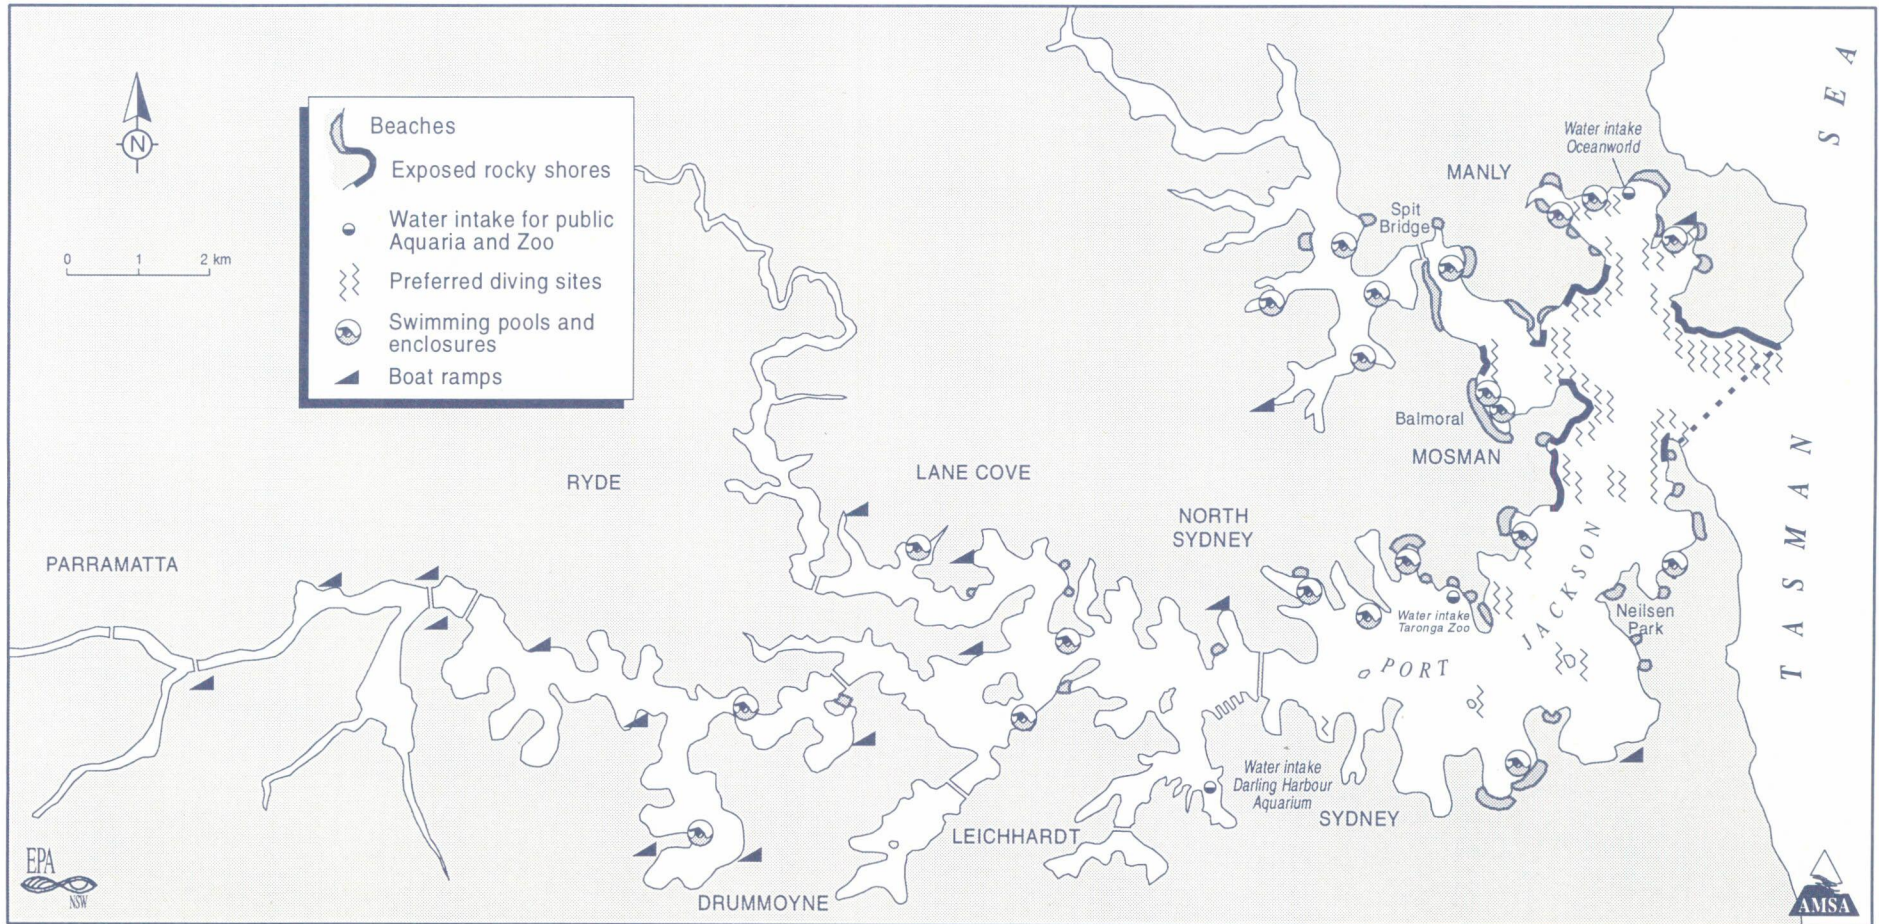 N
0 1 2 km
Beaches
Exposed rocky shores
Water intake for public
Aquaria and Zoo
Preferred diving sites
Swimming pools and
enclosures
Boat ramps
Water intake
Oceanworld
MANLY
Spit
Bridge
TASMAN SEA
Balmoral
MOSMAN
RYDE
LANE COVE
NORTH
SYDNEY
PARRAMATTA
Water intake
Taronga Zoo
Neilsen
Park
PORT JACKSON
Water intake
Darling Harbour
Aquarium
SYDNEY
LEICHHARDT
DRUMMOYNE
EPA
NSW
AMSA